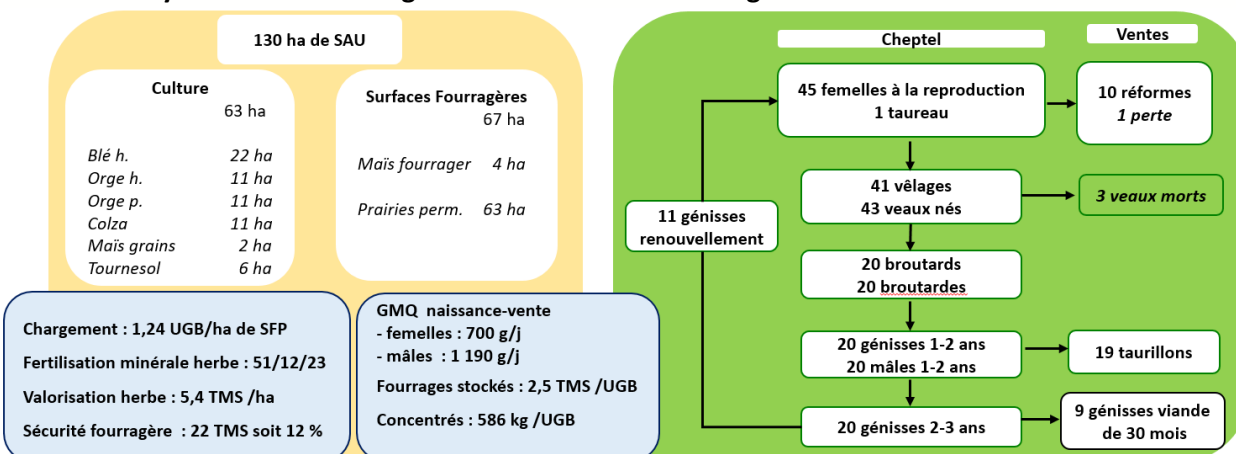 130 ha de SAU
Culture
63 ha
Blé h. 22 ha
Orge h. 11 ha
Orge p. 11 ha
Colza 11 ha
Maïs grains 2 ha
Tournesol 6 ha
Surfaces Fourragères
67 ha
Maïs fourrager 4 ha
Prairies perm. 63 ha
Chargement : 1,24 UGB/ha de SFP
Fertilisation minérale herbe : 51/12/23
Valorisation herbe : 5,4 TMS /ha
Sécurité fourragère : 22 TMS soit 12 %
GMQ naissance-vente
- femelles : 700 g/j
- mâles : 1 190 g/j
Fourrages stockés : 2,5 TMS /UGB
Concentrés : 586 kg /UGB
Cheptel
Ventes
45 femelles à la reproduction
1 taureau
10 réformes
1 perte
41 vêlages
43 veaux nés
3 veaux morts
11 génisses
renouvellement
20 broutards
20 broutardes
20 génisses 1-2 ans
20 mâles 1-2 ans
19 taurillons
20 génisses 2-3 ans
9 génisses viande
de 30 mois